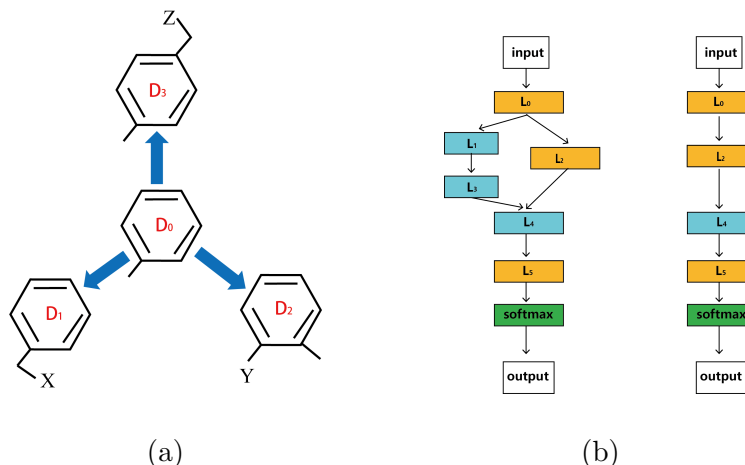 Z
D₃
D₀
D₁
X
D₂
Y
(a)
input
L₀
L₁
L₂
L₃
L₄
L₅
softmax
output
input
L₀
L₂
L₄
L₅
softmax
output
(b)